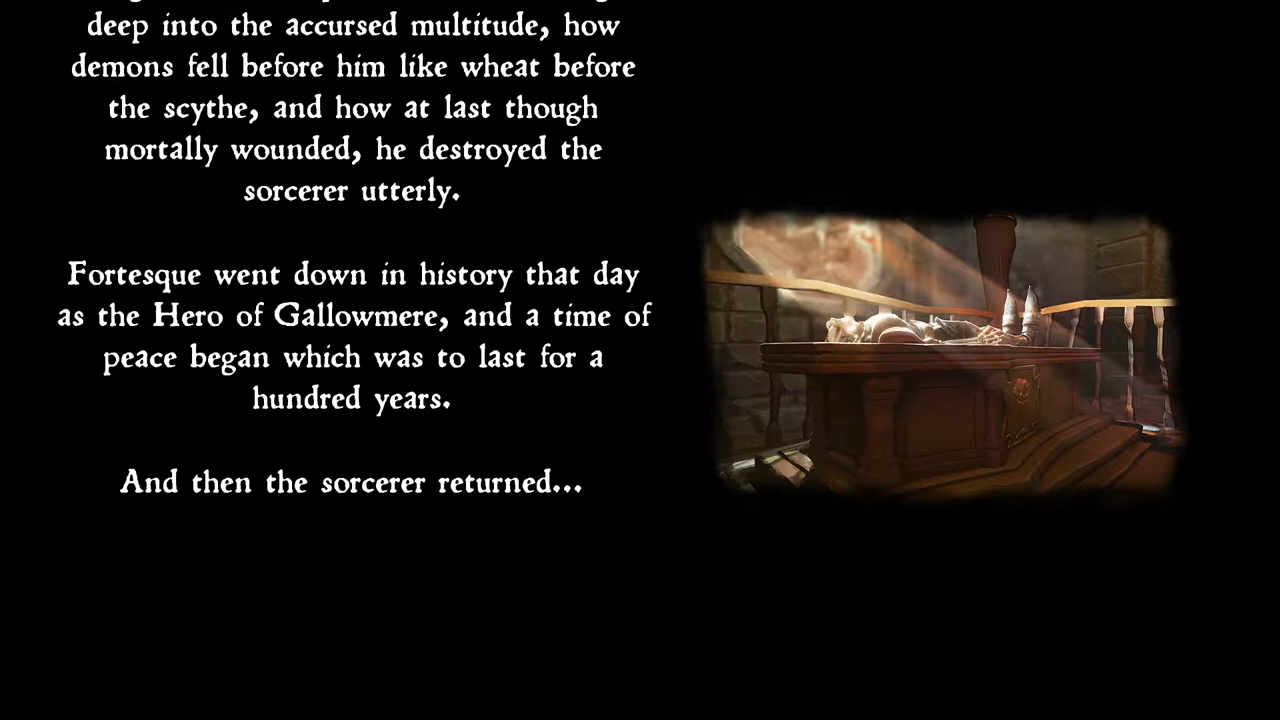 deep into the accursed multitude, how
demons fell before him like wheat before
the scythe, and how at last though
mortally wounded, he destroyed the
sorcerer utterly.
Fortesque went down in history that day
as the Hero of Gallowmere, and a time of
peace began which was to last for a
hundred years.
And then the sorcerer returned...